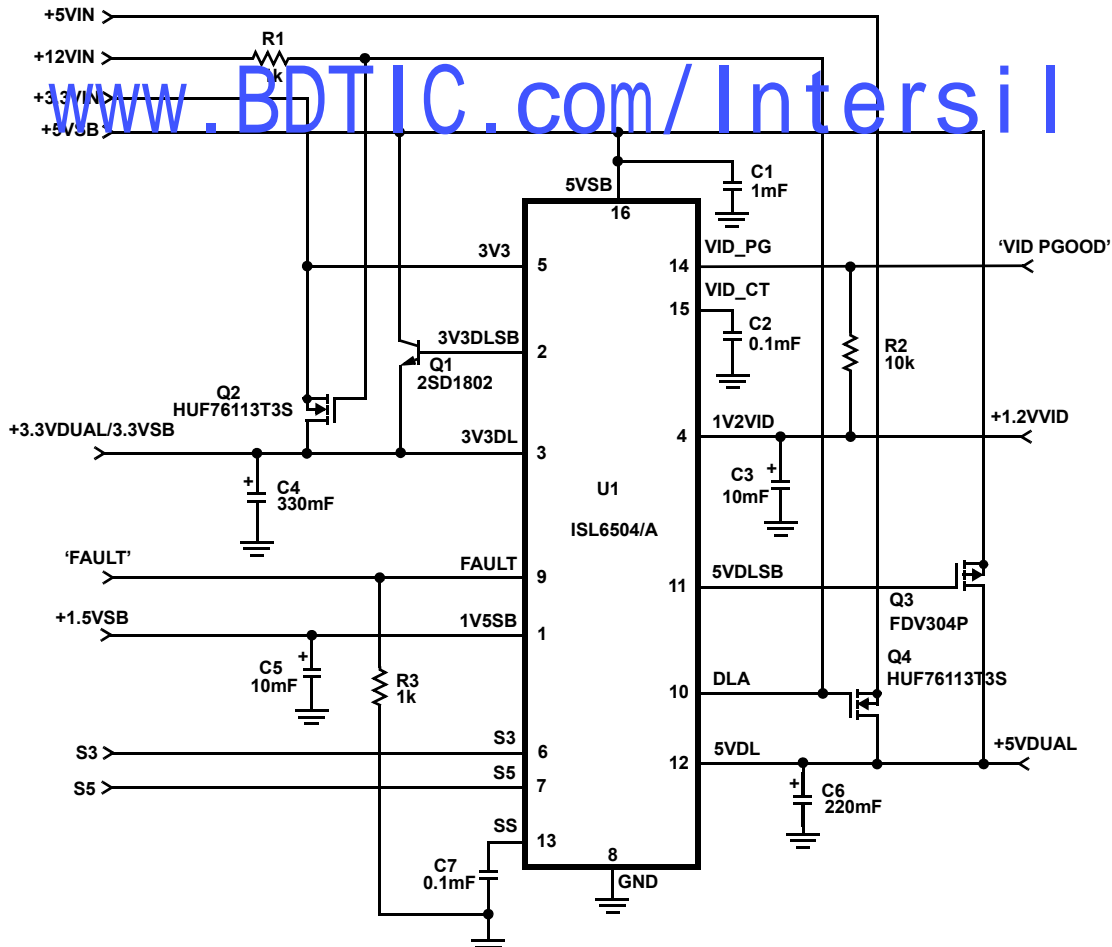 +5VIN
R1
+12VIN
1k
www.BDTIC.com/Intersil
+3.3VIN
+5VSB
C1
1mF
5VSB
16
VID_PG
'VID PGOOD'
3V3
5
14
VID_CT
15
C2
0.1mF
3V3DLSB
2
R2
10k
Q1
2SD1802
Q2
HUF76113T3S
+3.3VDUAL/3.3VSB
3V3DL
3
1V2VID
4
+1.2VVID
C3
10mF
C4
330mF
U1
ISL6504/A
'FAULT'
FAULT
9
5VDLSB
11
Q3
FDV304P
+1.5VSB
1V5SB
1
C5
10mF
R3
1k
Q4
HUF76113T3S
DLA
10
S3
S3
6
5VDL
12
+5VDUAL
S5
S5
7
C6
220mF
SS
13
C7
0.1mF
8
GND